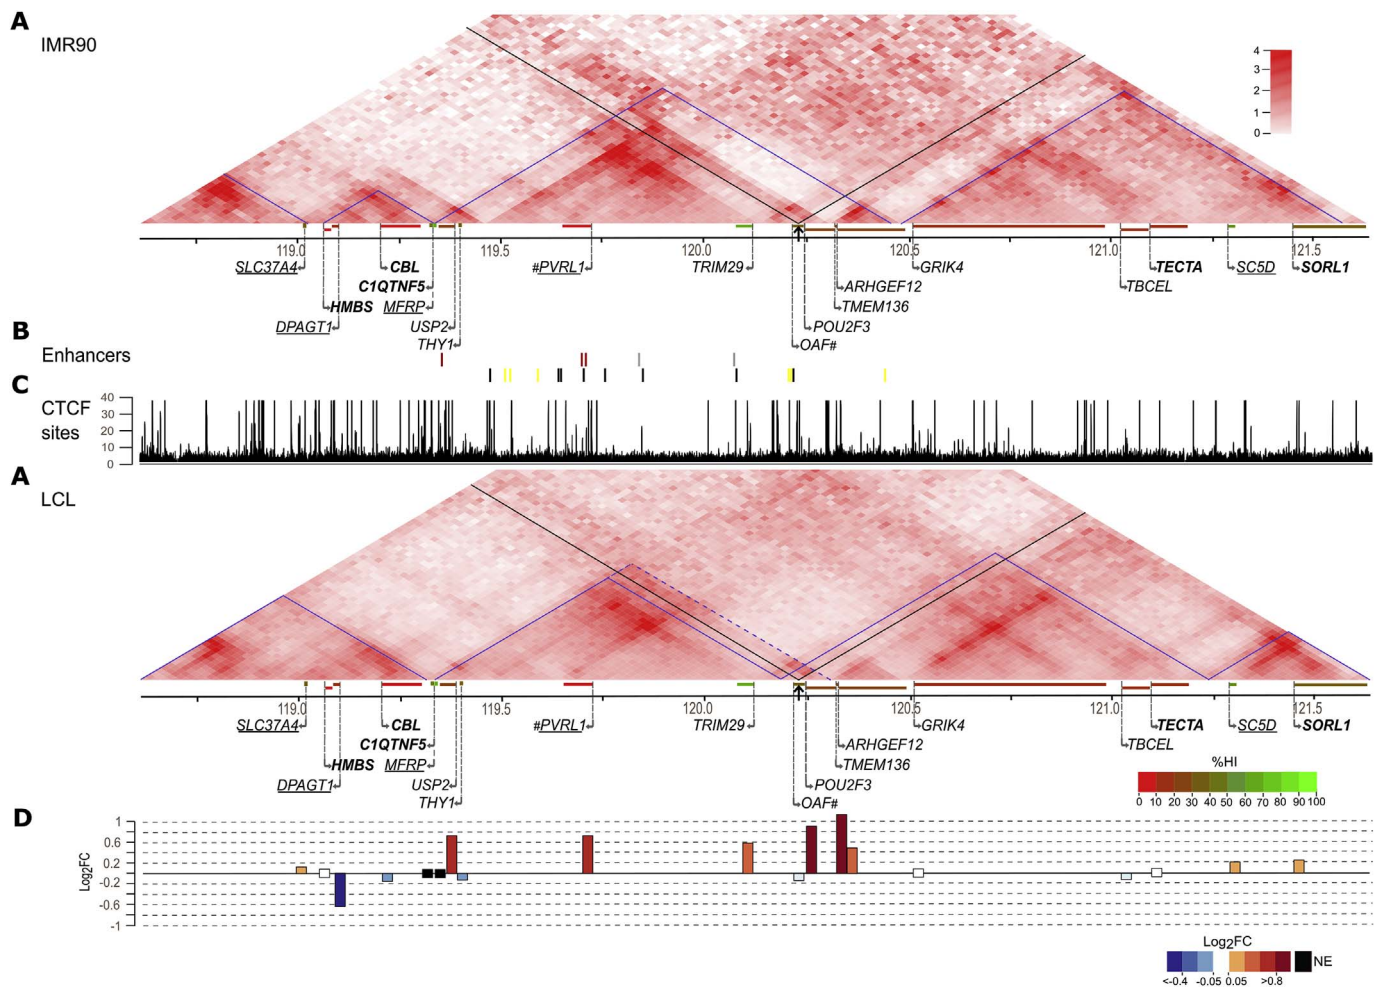 A
IMR90
4
3
2
1
0
119.0
119.5
120.0
120.5
121.0
121.5
SLC37A4
CBL
#PVRL1
TRIM29
GRIK4
TECTA
SC5D
SORL1
C1QTNF5
ARHGEF12
TBCEL
HMBS
MFRP
TMEM136
DPAGT1
USP2
POU2F3
THY1
OAF#
B
Enhancers
C
CTCF
sites
40
30
20
10
0
A
LCL
119.0
119.5
120.0
120.5
121.0
121.5
SLC37A4
CBL
#PVRL1
TRIM29
GRIK4
TECTA
SC5D
SORL1
C1QTNF5
ARHGEF12
TBCEL
HMBS
MFRP
TMEM136
DPAGT1
USP2
POU2F3
THY1
OAF#
%HI
0 10 20 30 40 50 60 70 80 90 100
D
Log2FC
1
0.6
0.2
-0.2
-0.6
-1
Log2FC
NE
<-0.4 -0.05 0.05 >0.8